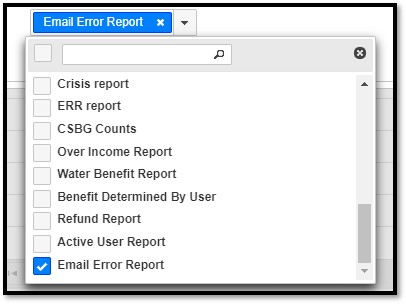 Email Error Report
Crisis report
ERR report
CSBG Counts
Over Income Report
Water Benefit Report
Benefit Determined By User
Refund Report
Active User Report
Email Error Report